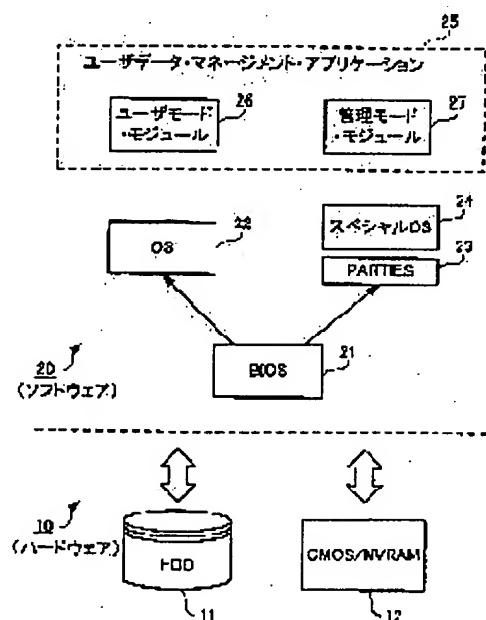 25
ユーザデータ・マネージメント・アプリケーション
26
ユーザモード
・モジュール
27
管理モード
・モジュール
22
OS
24
スペシャルOS
23
PARTIES
21
BIOS
20
(ソフトウェア)
10
(ハードウェア)
HDD
11
CMOS/NVRAM
12